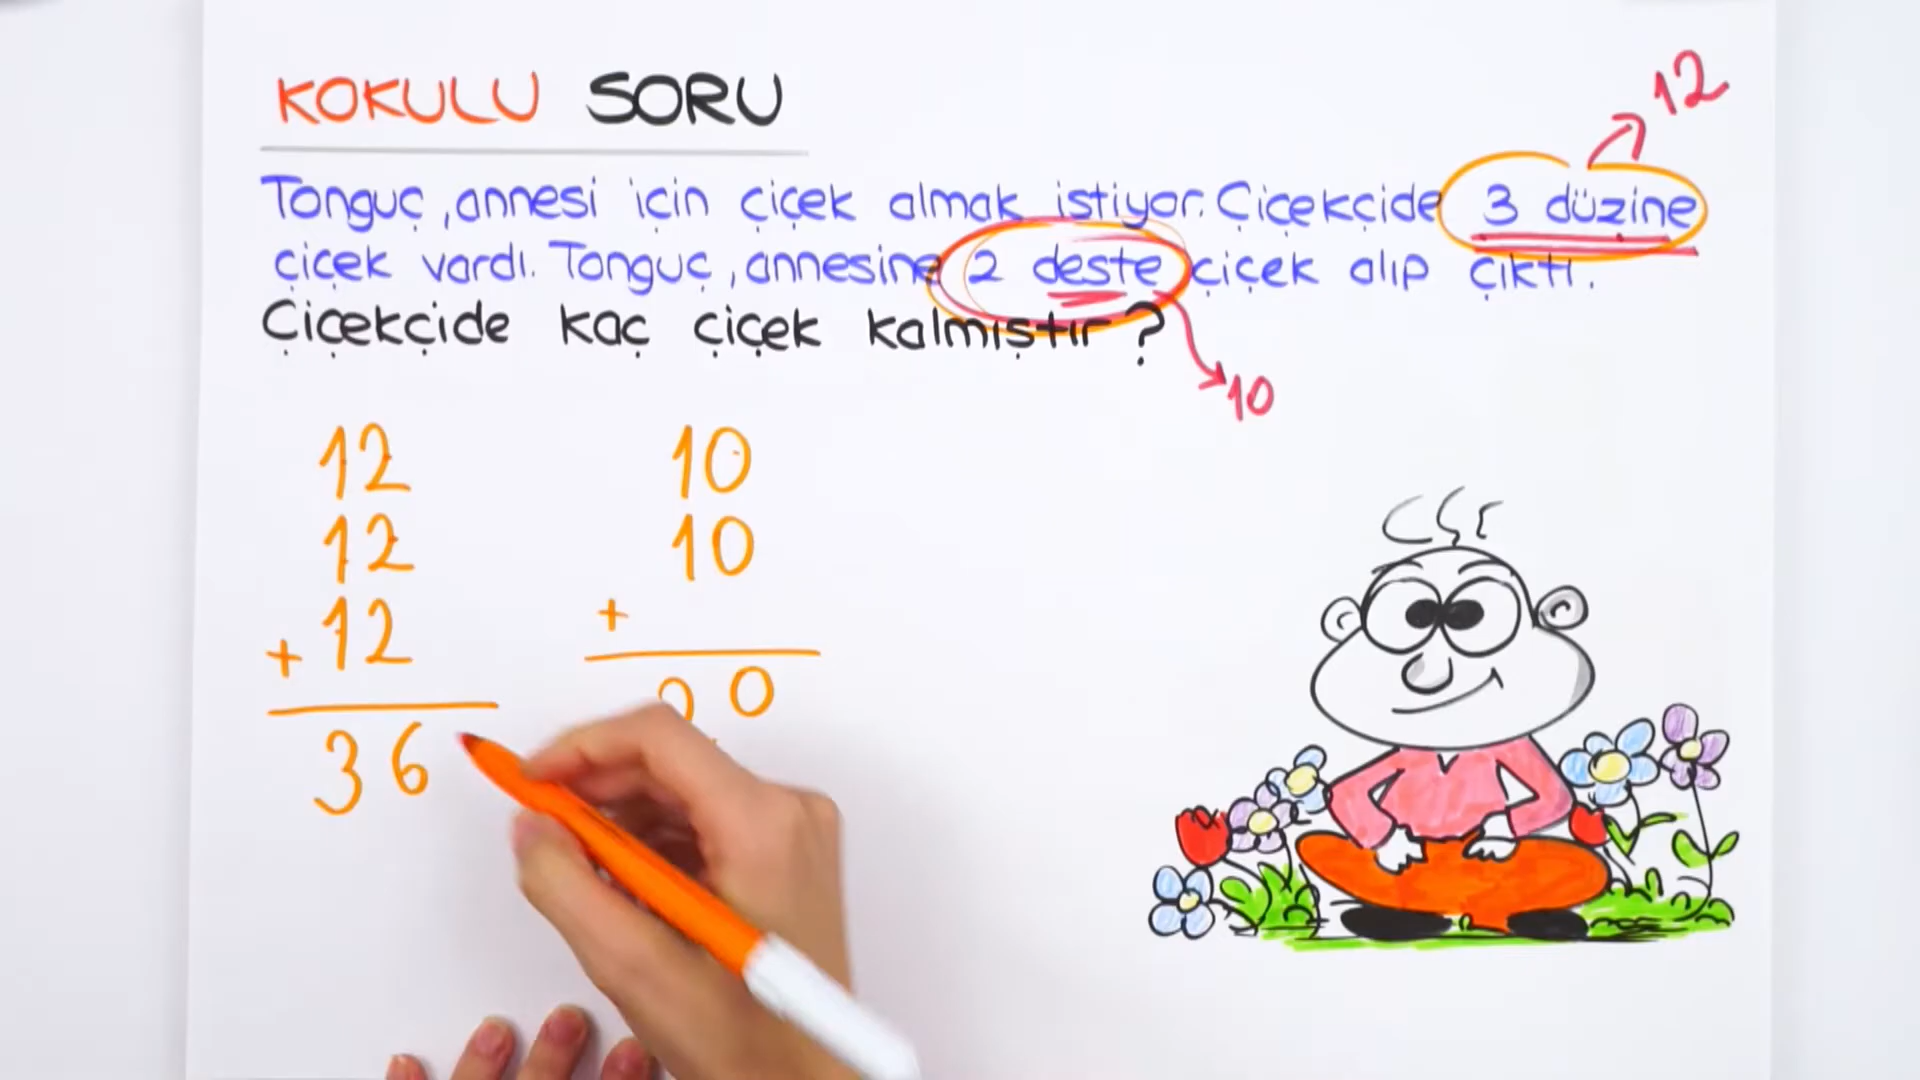 KOKULU SORU
12
Tonguç, annesi için çiçek almak istiyor. Çiçekçide 3 düzine
çiçek vardı. Tonguç, annesine 2 deste çiçek alıp çıktı.
Çiçekçide kaç çiçek kalmıştır?
10
12 10
12 10
+ 12 +
36 0